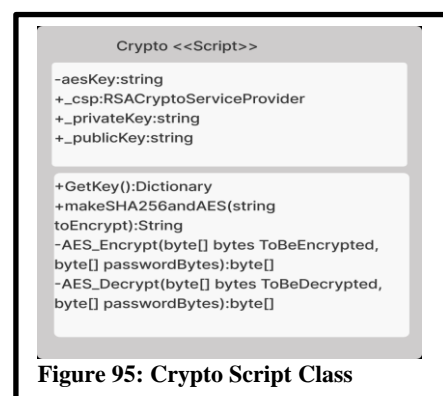 Crypto <<Script>>
-aesKey:string
+_csp:RSACryptoServiceProvider
+_privateKey:string
+_publicKey:string
+GetKey():Dictionary
+makeSHA256andAES(string
toEncrypt):String
-AES_Encrypt(byte[] bytes ToBeEncrypted,
byte[] passwordBytes):byte[]
-AES_Decrypt(byte[] bytes ToBeDecrypted,
byte[] passwordBytes):byte[]
Figure 95: Crypto Script Class